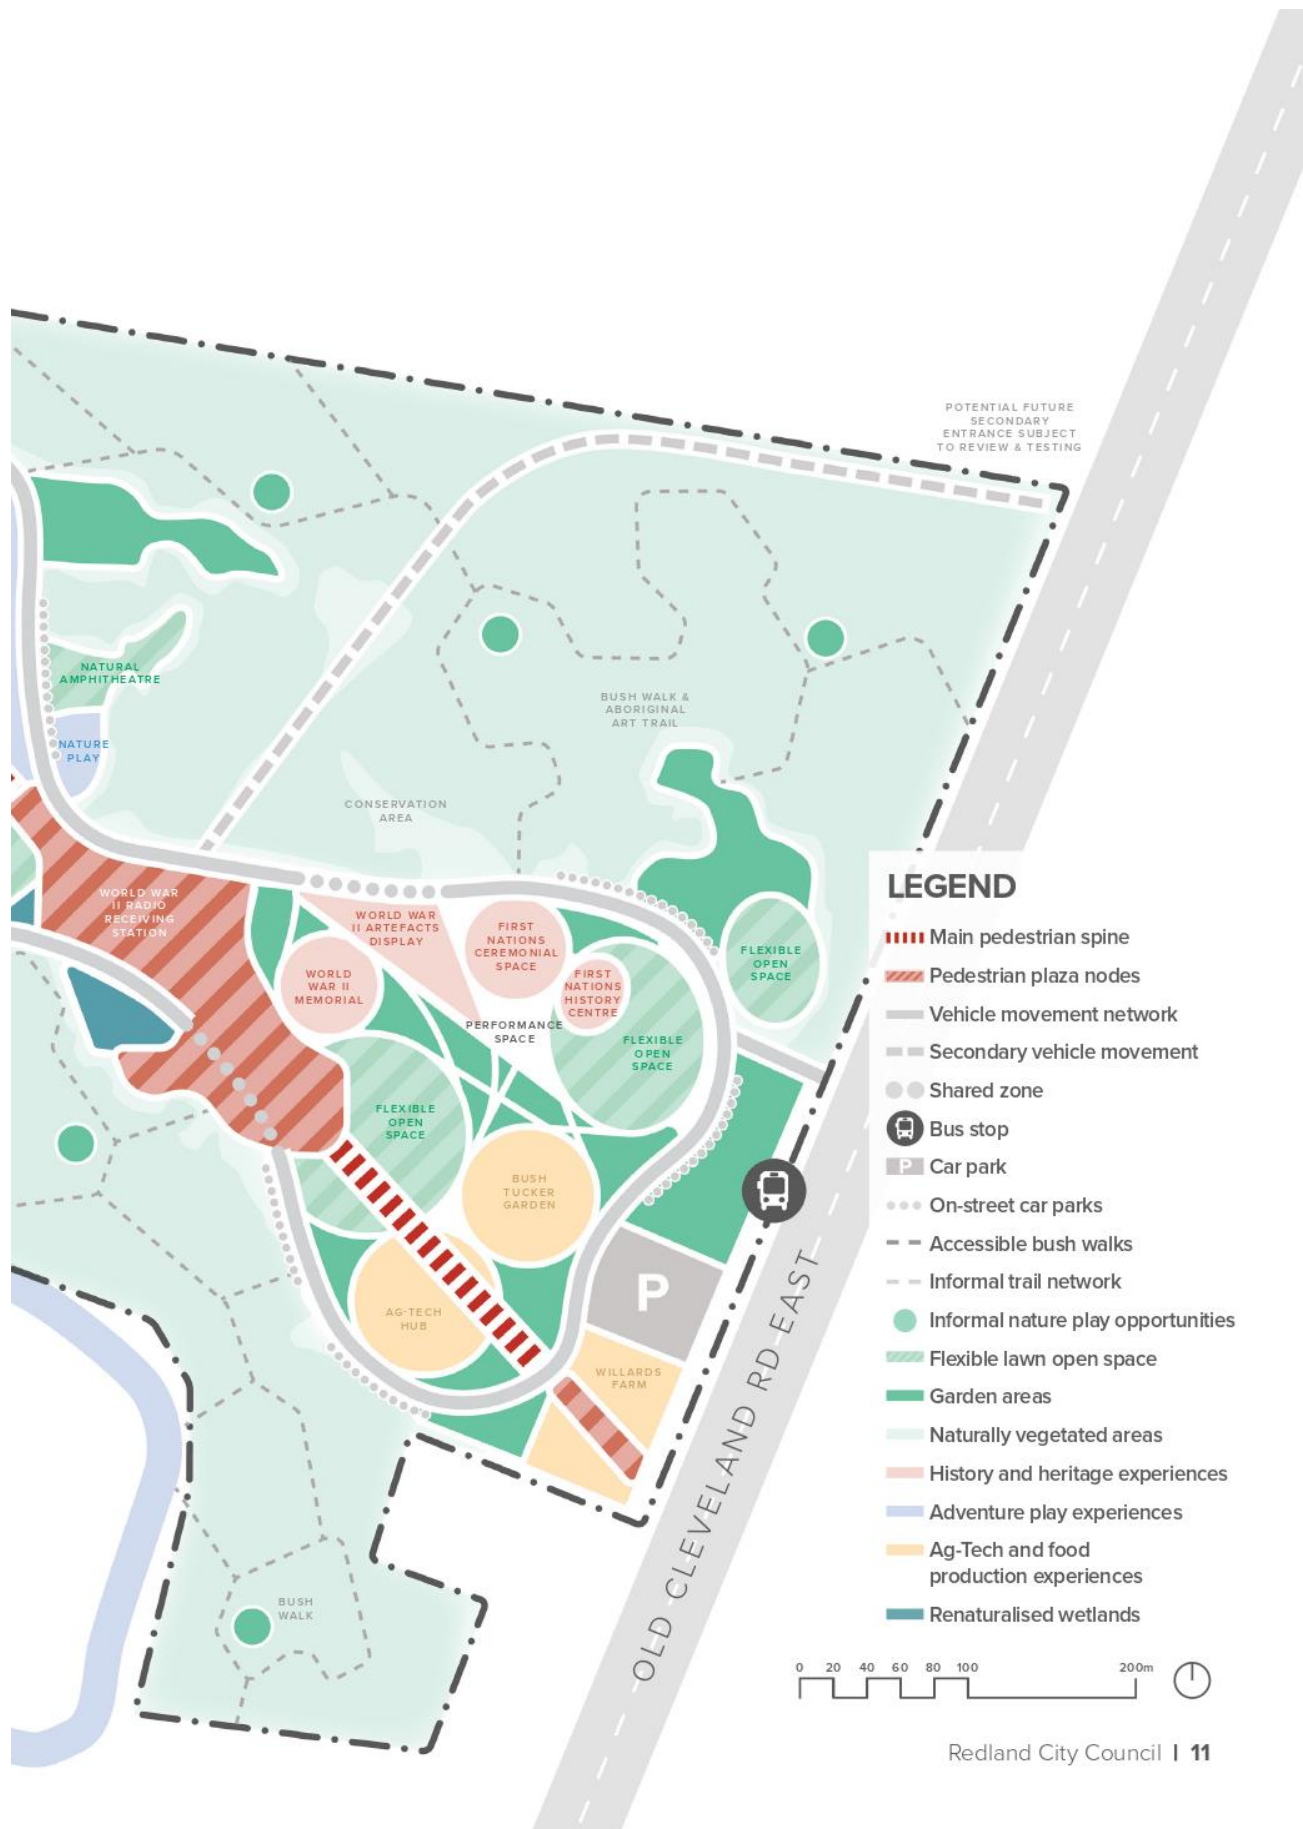 POTENTIAL FUTURE
SECONDARY
ENTRANCE SUBJECT
TO REVIEW & TESTING
NATURAL
AMPHITHEATRE
NATURE
PLAY
BUSH WALK &
ABORIGINAL
ART TRAIL
CONSERVATION
AREA
WORLD WAR
II RADIO
RECEIVING
STATION
WORLD WAR
II ARTEFACTS
DISPLAY
FIRST
NATIONS
CEREMONIAL
SPACE
WORLD
WAR II
MEMORIAL
FIRST
NATIONS
HISTORY
CENTRE
PERFORMANCE
SPACE
FLEXIBLE
OPEN
SPACE
FLEXIBLE
OPEN
SPACE
FLEXIBLE
OPEN
SPACE
BUSH
TUCKER
GARDEN
AG-TECH
HUB
P
WILLARDS
FARM
BUSH
WALK
OLD CLEVELAND RD EAST
LEGEND
Main pedestrian spine
Pedestrian plaza nodes
Vehicle movement network
Secondary vehicle movement
Shared zone
Bus stop
P Car park
On-street car parks
Accessible bush walks
Informal trail network
Informal nature play opportunities
Flexible lawn open space
Garden areas
Naturally vegetated areas
History and heritage experiences
Adventure play experiences
Ag-Tech and food
production experiences
Renaturalised wetlands
0 20 40 60 80 100 200m
Redland City Council | 11